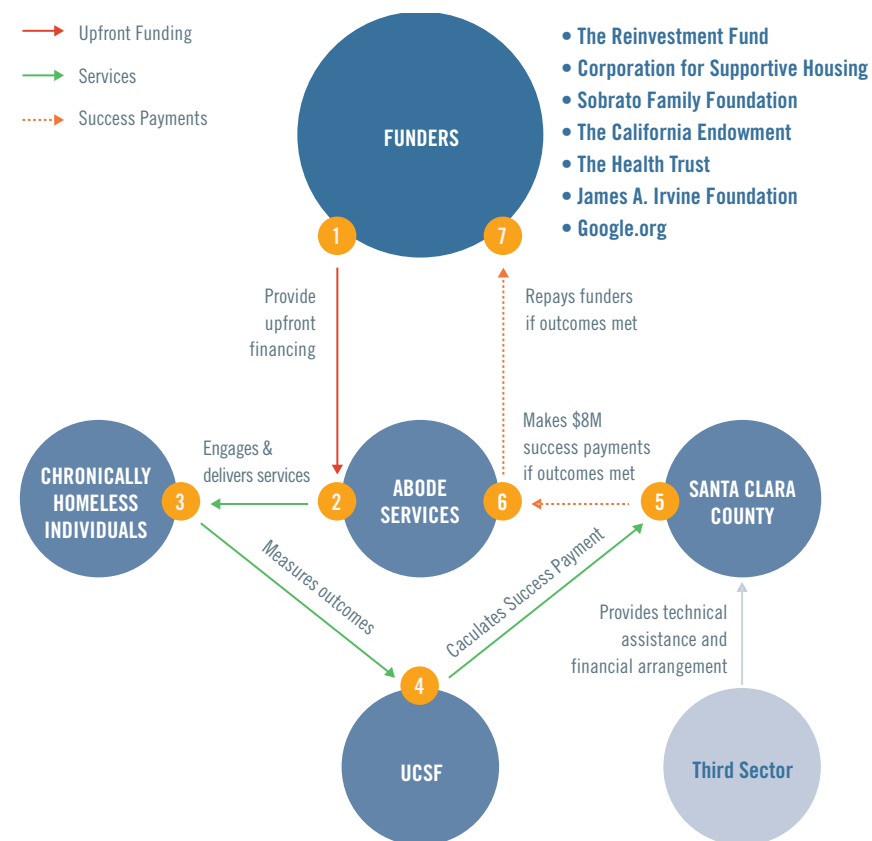 Upfront Funding
Services
Success Payments
FUNDERS
• The Reinvestment Fund
• Corporation for Supportive Housing
• Sobrato Family Foundation
• The California Endowment
• The Health Trust
• James A. Irvine Foundation
• Google.org
1
7
Provide
upfront
financing
Repays funders
if outcomes met
CHRONICALLY
HOMELESS
INDIVIDUALS
3
Engages &
delivers services
2
ABODE
SERVICES
6
Makes $8M
success payments
if outcomes met
5
SANTA CLARA
COUNTY
Measures outcomes
Caculates Success Payment
Provides technical
assistance and
financial arrangement
4
UCSF
Third Sector